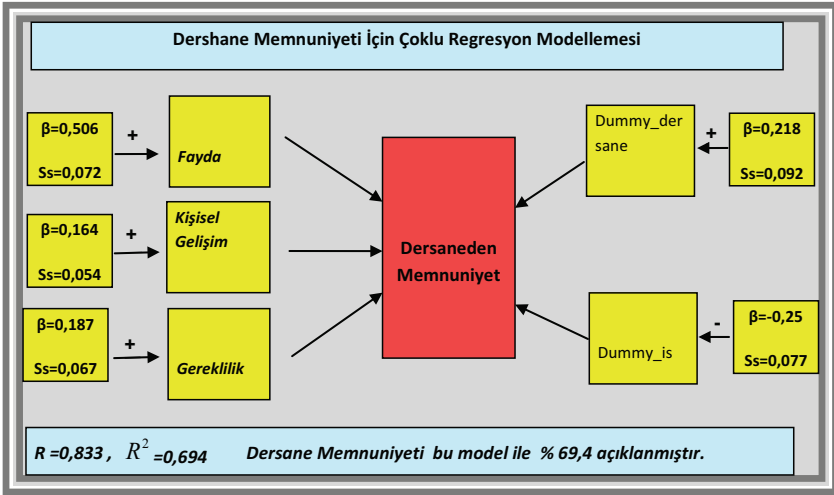 Dershane Memnuniyeti İçin Çoklu Regresyon Modellemesi
β=0,506
Ss=0,072
+
Fayda
β=0,164
Ss=0,054
+
Kişisel
Gelişim
β=0,187
Ss=0,067
+
Gereklilik
Dersaneden
Memnuniyet
Dummy_der
sane
+
β=0,218
Ss=0,092
Dummy_is
-
β=-0,25
Ss=0,077
R =0,833 , R² =0,694 Dersane Memnuniyeti bu model ile % 69,4 açıklanmıştır.